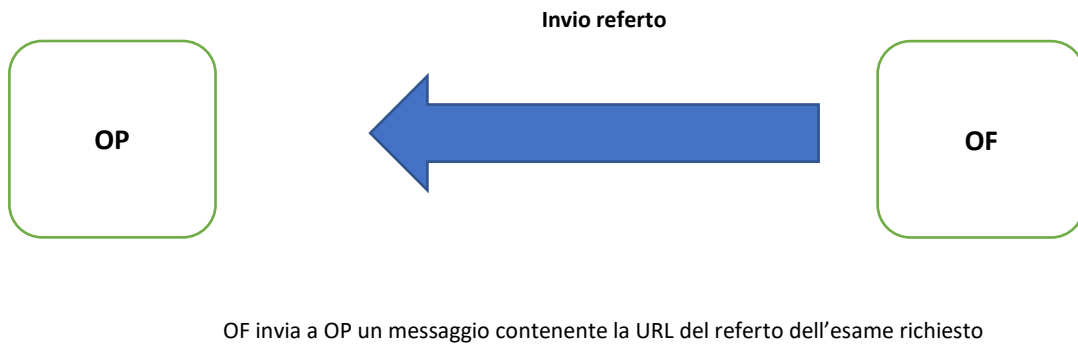 Invio referto
OP
OF
OF invia a OP un messaggio contenente la URL del referto dell’esame richiesto